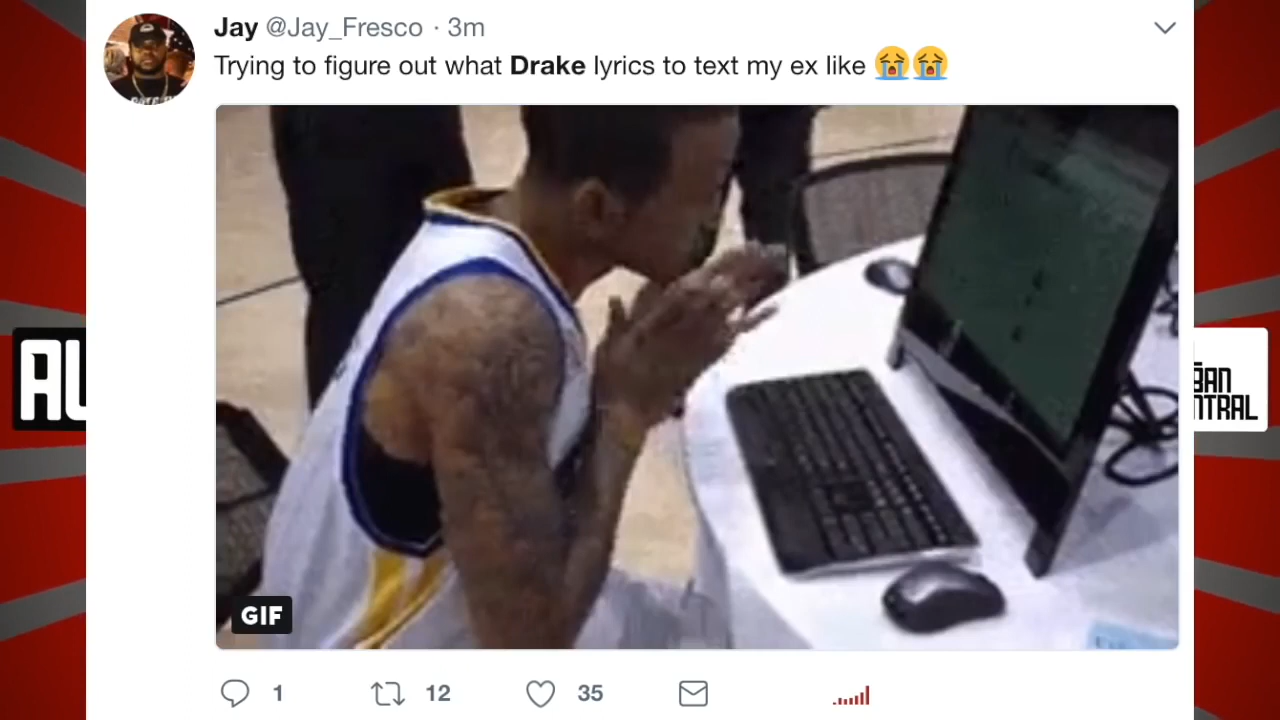 Jay @Jay_Fresco · 3m
Trying to figure out what Drake lyrics to text my ex like 😭😭
GIF
1 12 35